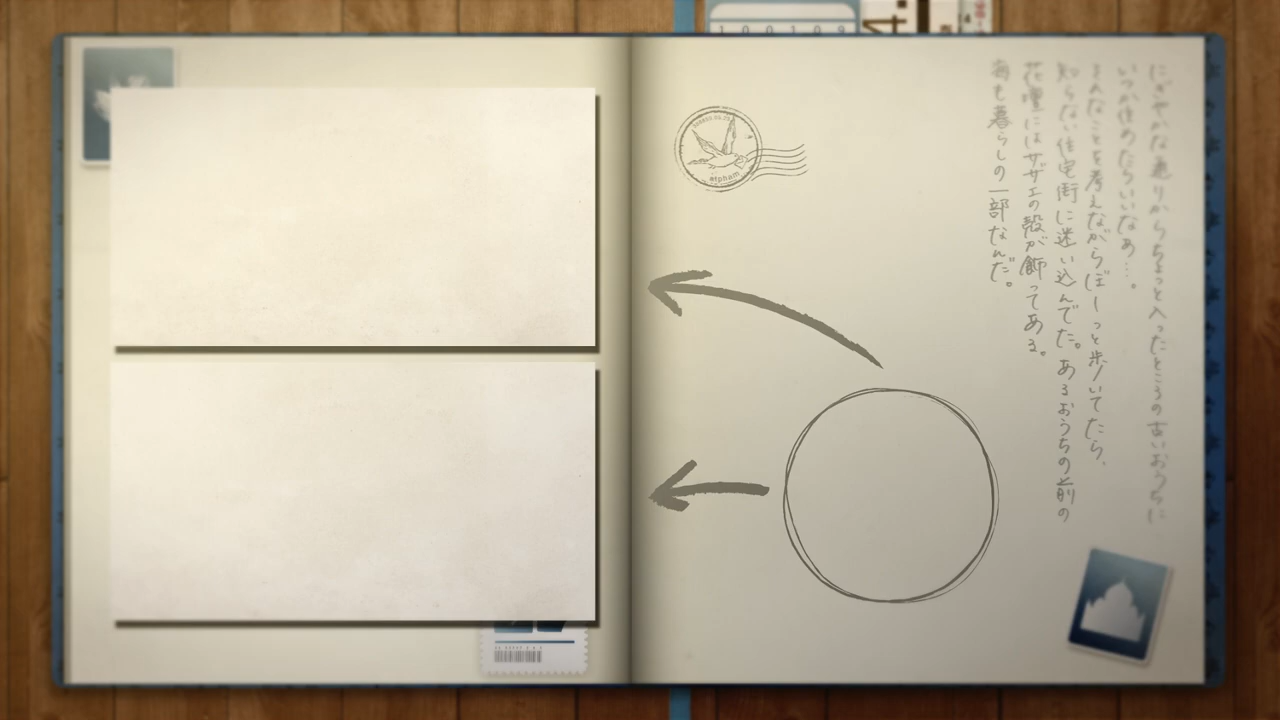 にぎやかな通りからちょっと入ったところの古いおうちに
いつか住めたらいいなぁ…。
そんなことを考えながらぼーっと歩いてたら、
知らない住宅街に迷い込んでた。あるおうちの前の
花壇にはサザエの殻が飾ってある。
海も暮らしの一部なんだ。
atpham
100109